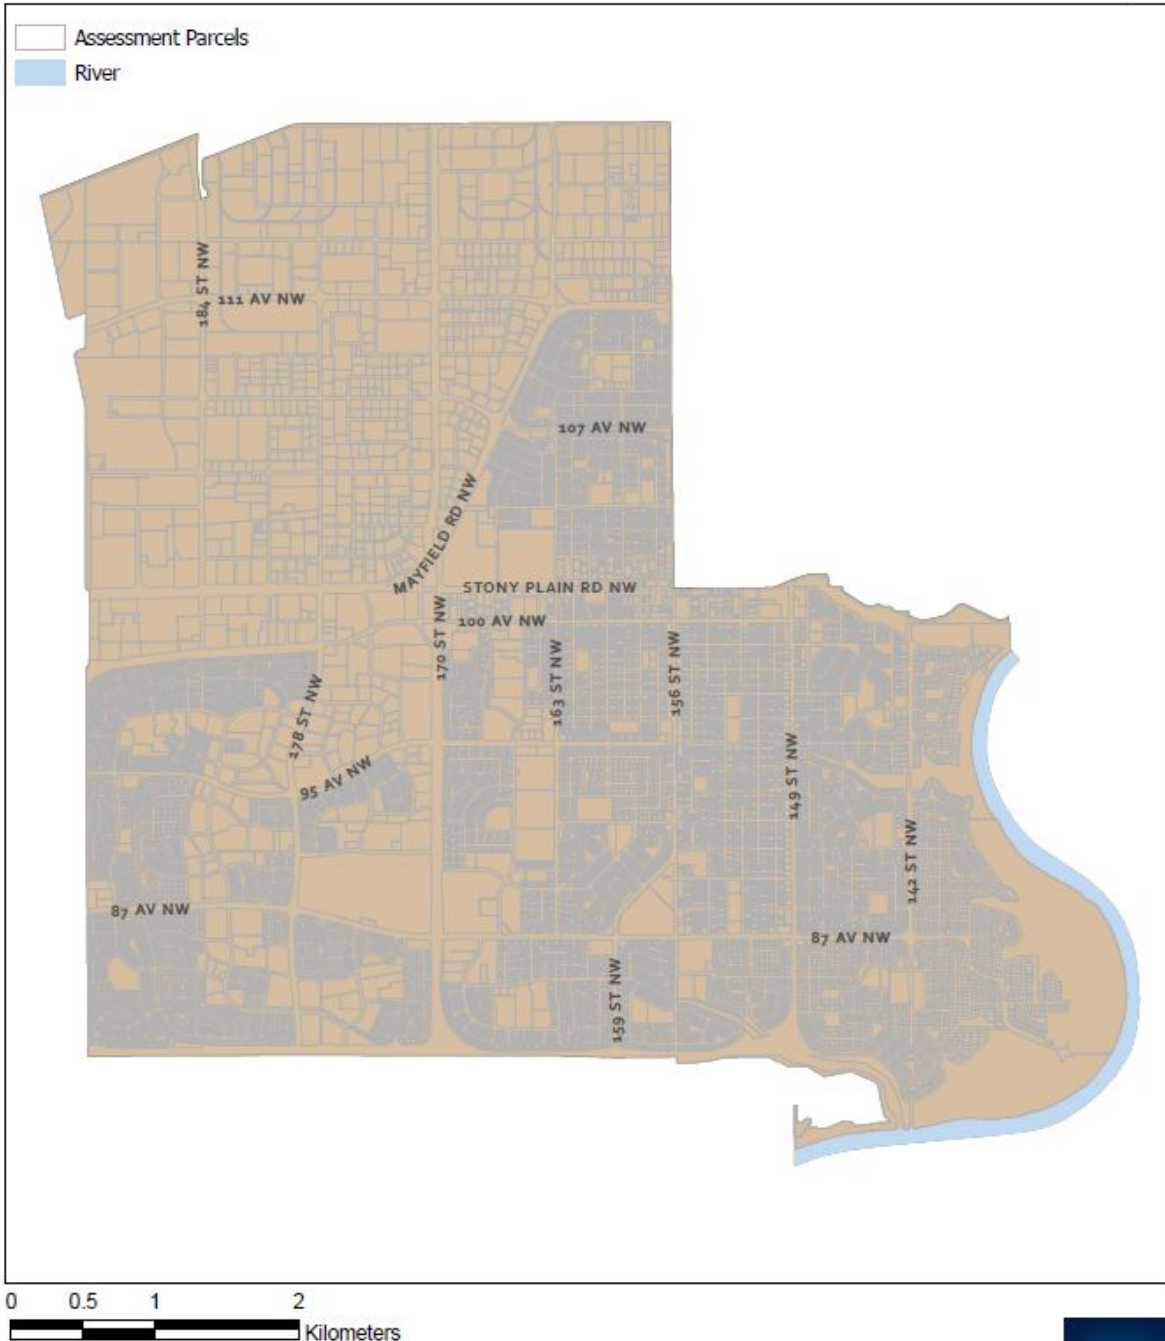 Assessment Parcels
River
184 ST NW
111 AV NW
107 AV NW
MAYFIELD RD NW
STONY PLAIN RD NW
100 AV NW
170 ST NW
163 ST NW
156 ST NW
178 ST NW
95 AV NW
149 ST NW
142 ST NW
87 AV NW
87 AV NW
159 ST NW
0 0.5 1 2
Kilometers